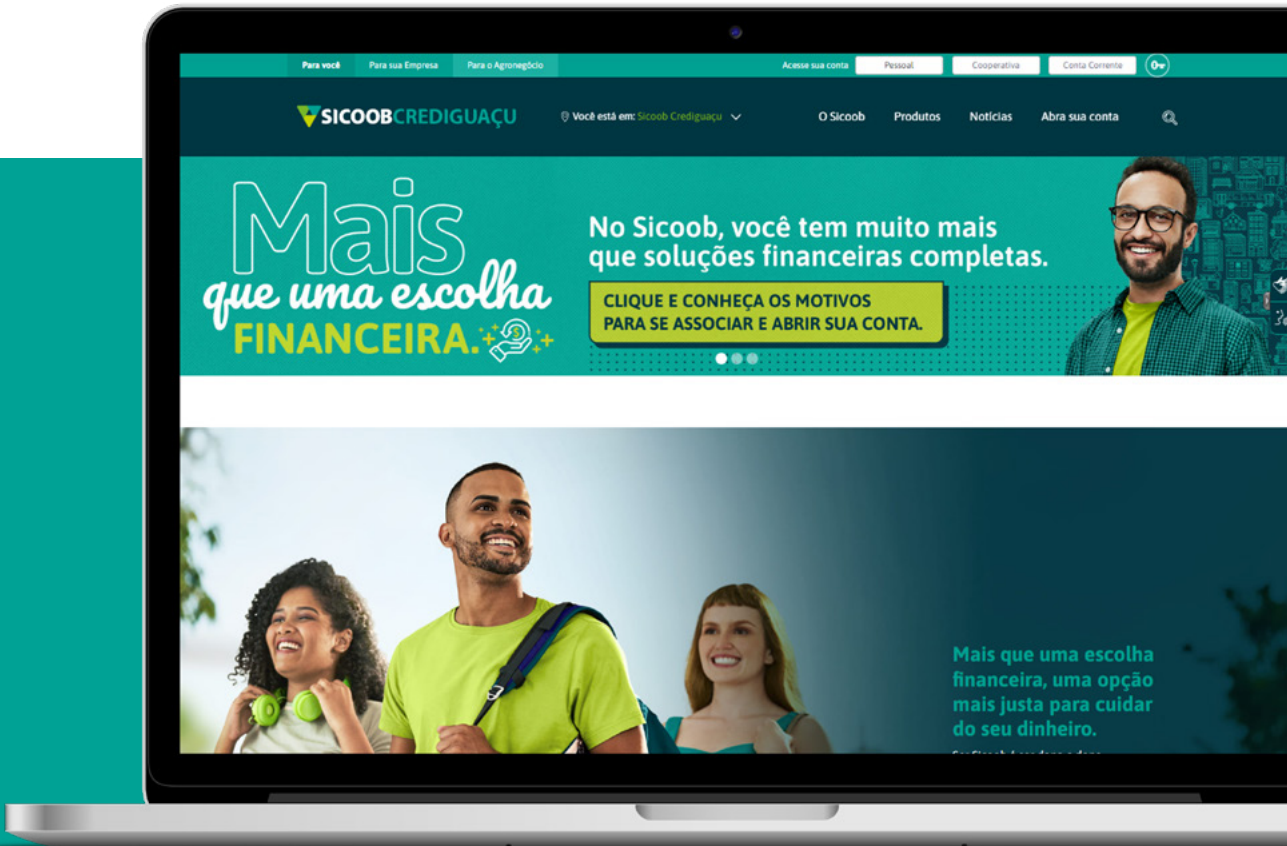 Para você Para sua Empresa Para o Agronegócio Acesse sua conta Pessoal Cooperativa Conta Corrente
SICOOBCREDIGUAÇU Você está em: Sicoob Crediguaçu O Sicoob Produtos Notícias Abra sua conta
Mais
que uma escolha
FINANCEIRA.
No Sicoob, você tem muito mais
que soluções financeiras completas.
CLIQUE E CONHEÇA OS MOTIVOS
PARA SE ASSOCIAR E ABRIR SUA CONTA.
Mais que uma escolha
financeira, uma opção
mais justa para cuidar
do seu dinheiro.